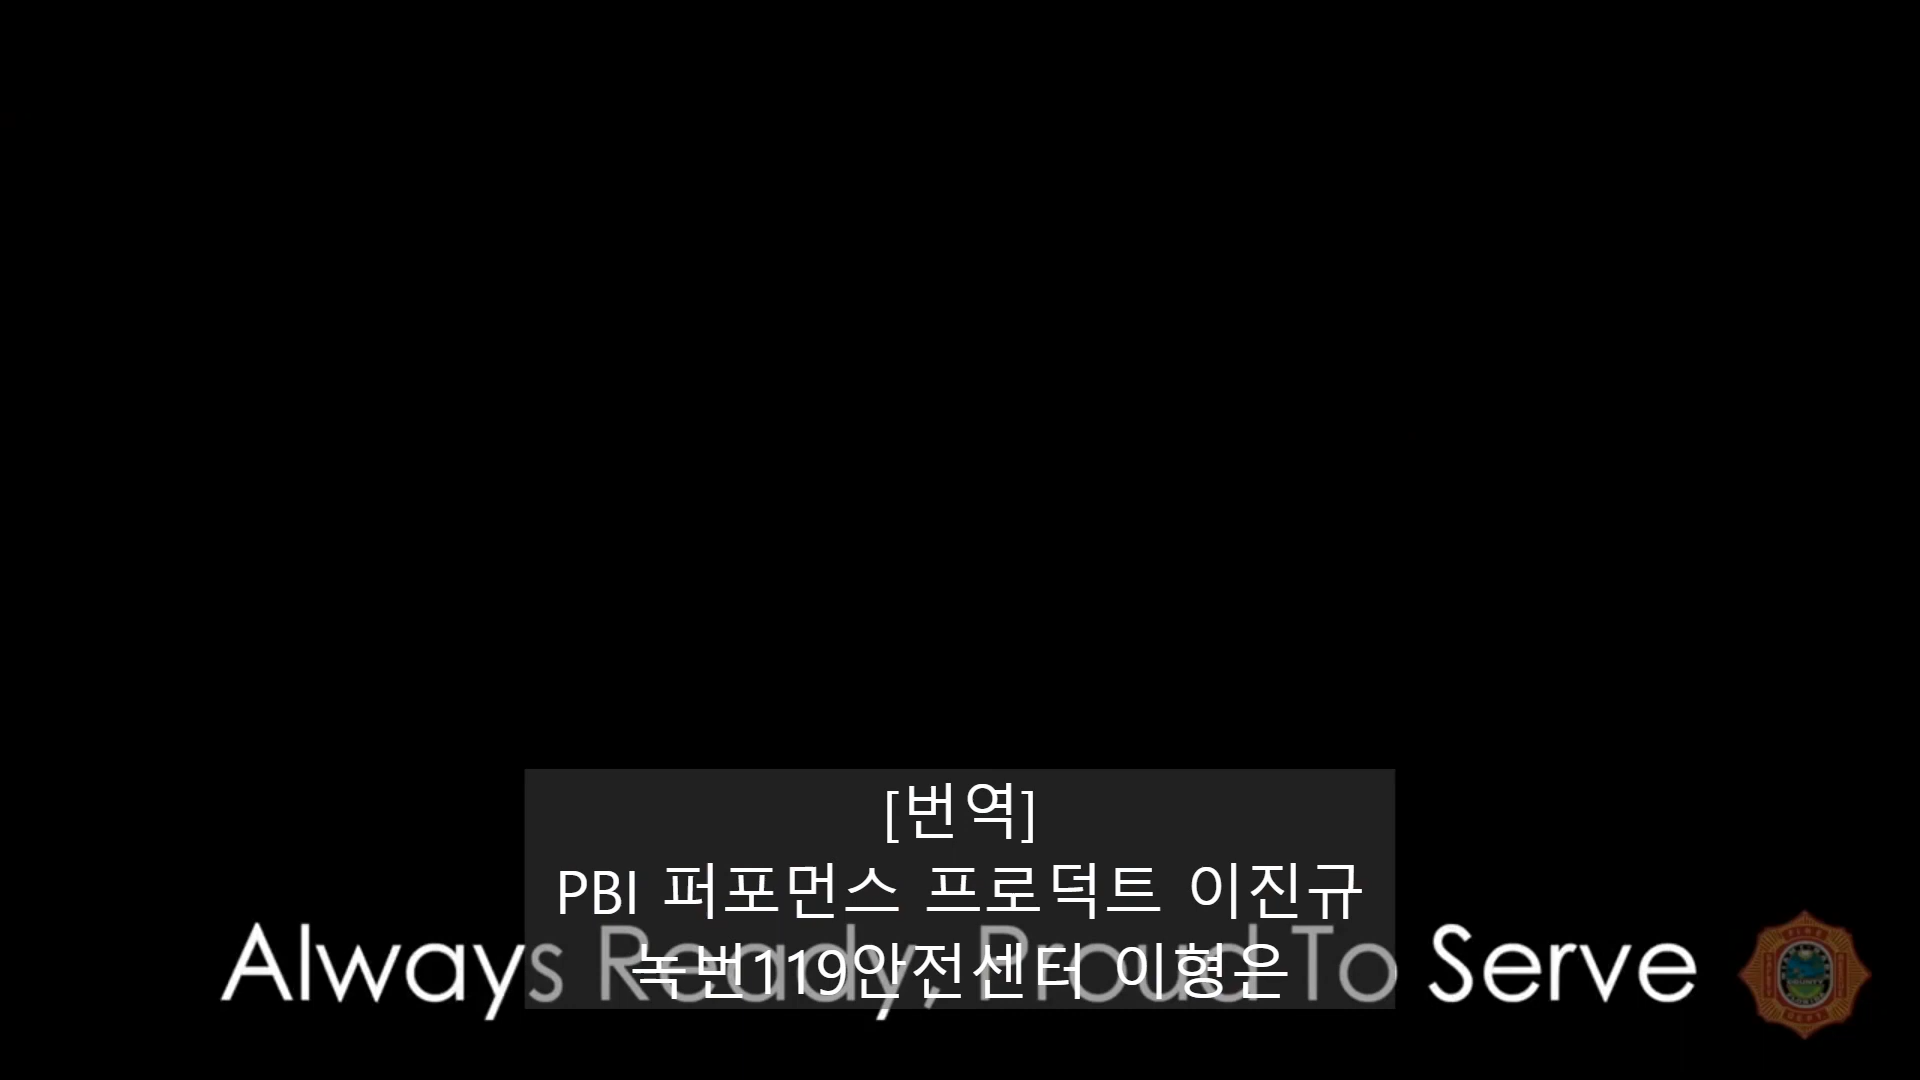 [번역]
PBI 퍼포먼스 프로덕트 이진규
녹번119안전센터 이형은
Always Ready, Proud To Serve